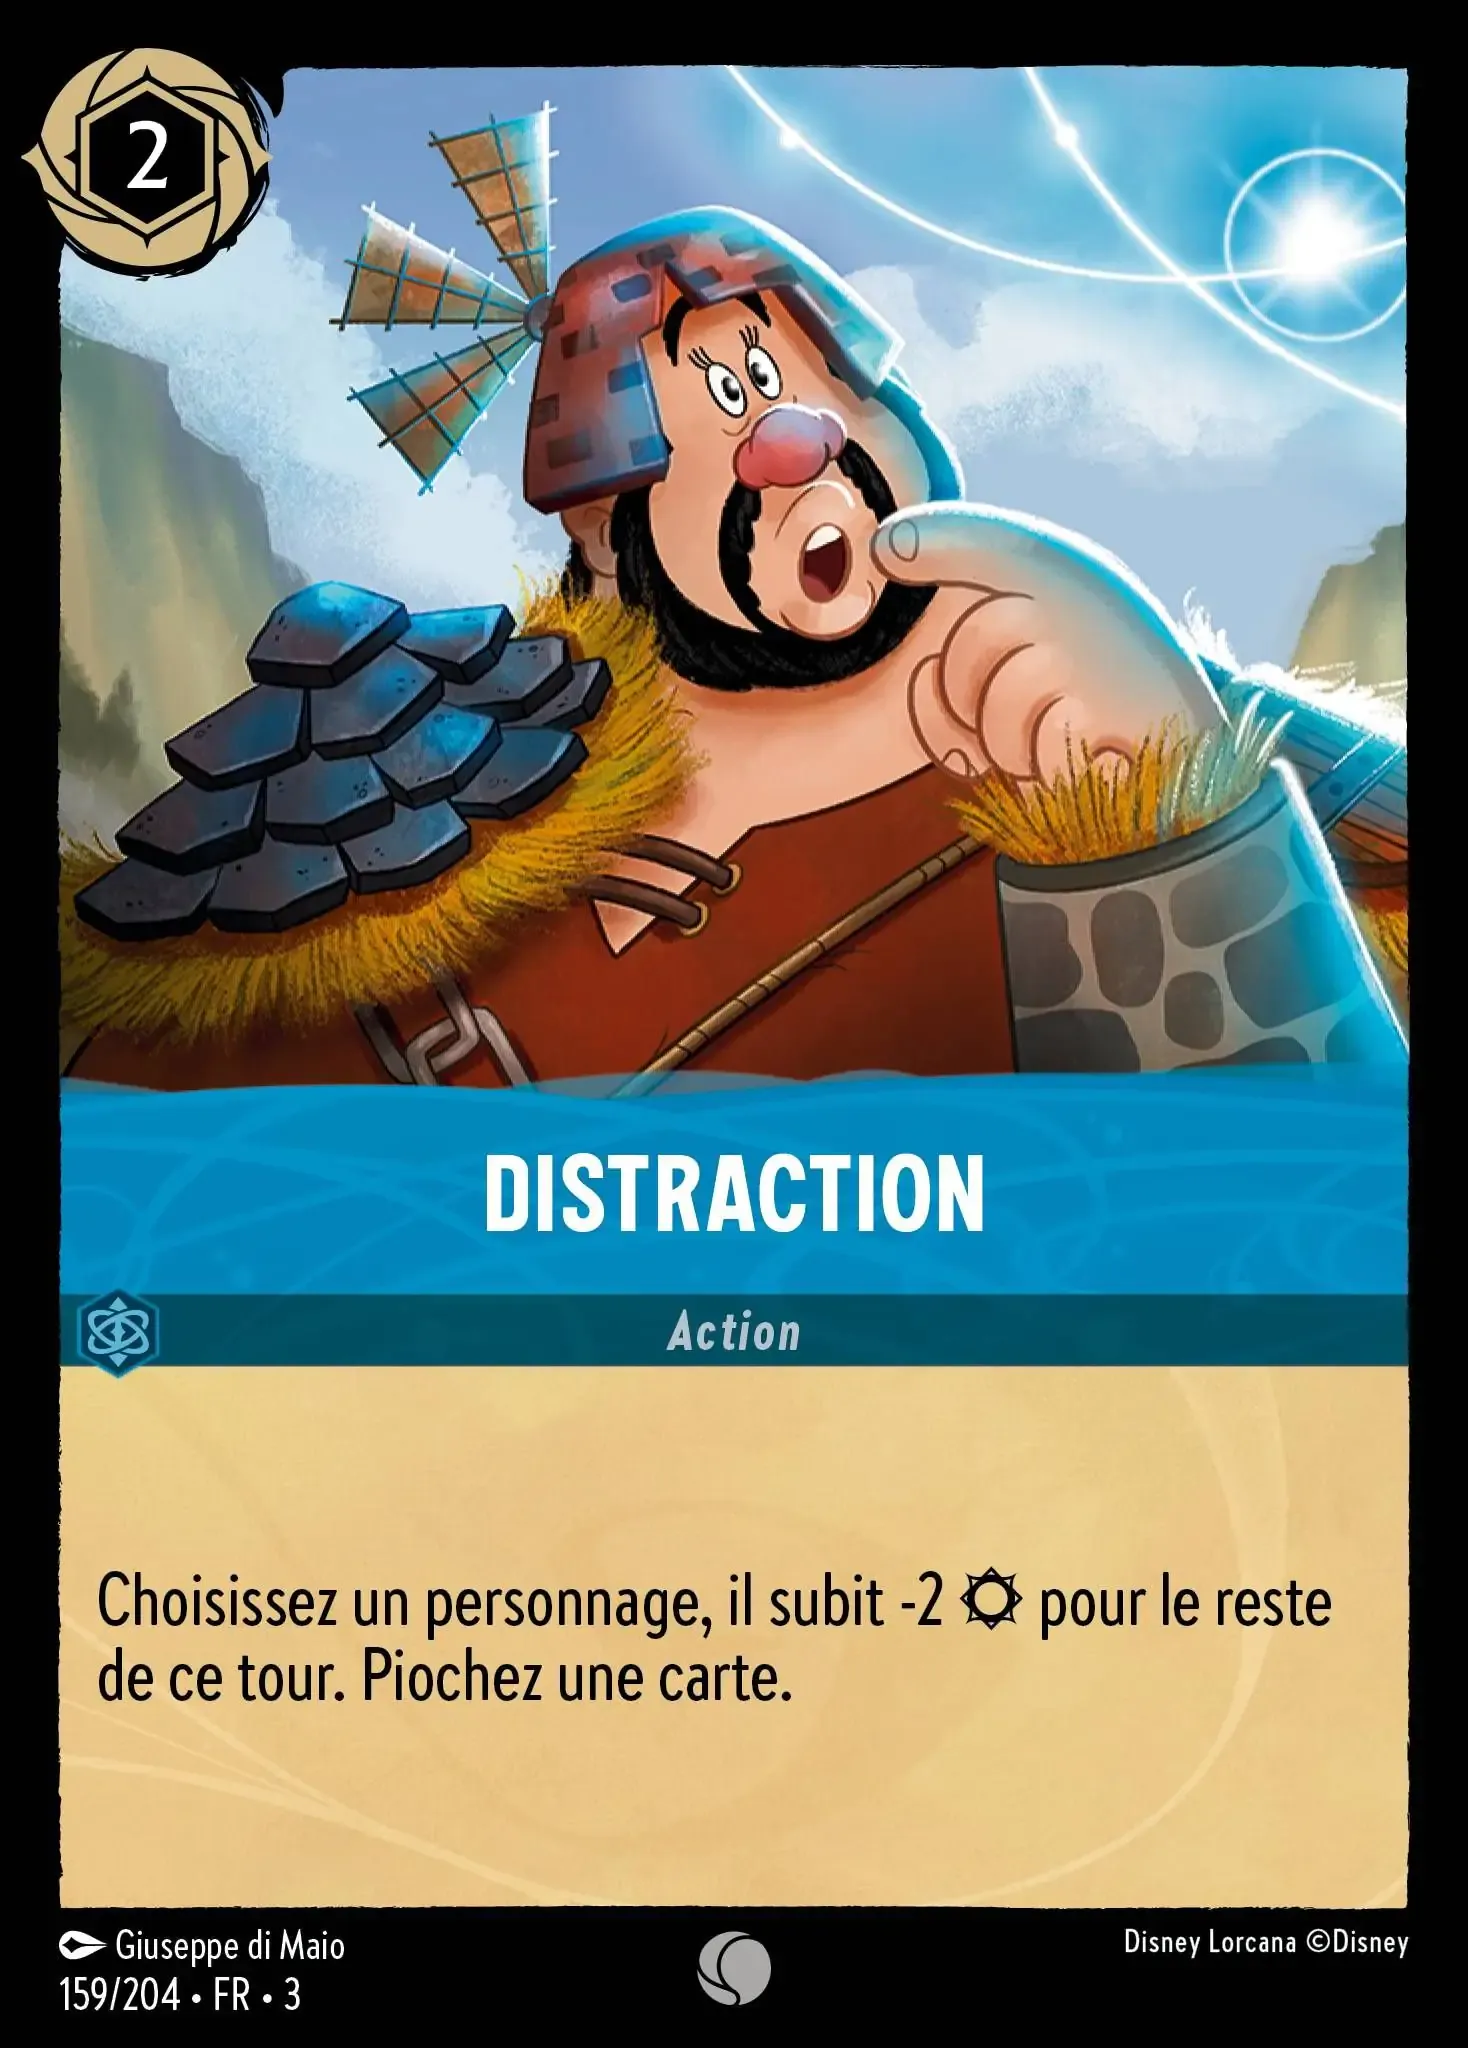 2
DISTRACTION
Action
Choisissez un personnage, il subit -2 pour le reste
de ce tour. Piochez une carte.
Giuseppe di Maio
Disney Lorcana ©Disney
159/204 • FR • 3